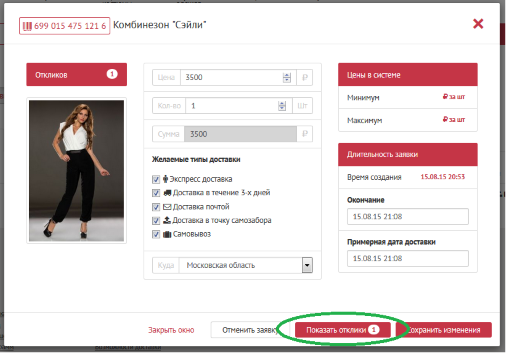 699 015 475 121 6 Комбинезон "Сэйли"
Откликов 1
Цена 3500 ₽
Кол-во 1 Шт
Сумма 3500 ₽
Желаемые типы доставки
Экспресс доставка
Доставка в течение 3-х дней
Доставка почтой
Доставка в точку самозабора
Самовывоз
Куда Московская область
Цены в системе
Минимум ₽ за шт
Максимум ₽ за шт
Длительность заявки
Время создания 15.08.15 20:53
Окончание
15.08.15 21:08
Примерная дата доставки
15.08.15 21:08
Закрыть окно Отменить заявку Показать отклики 1 Сохранить изменения